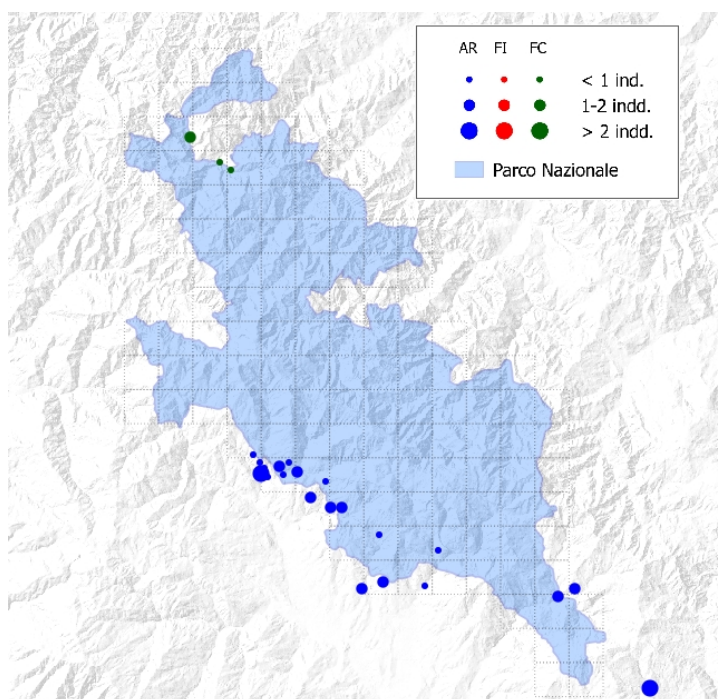 AR FI FC
< 1 ind.
1-2 indd.
> 2 indd.
Parco Nazionale